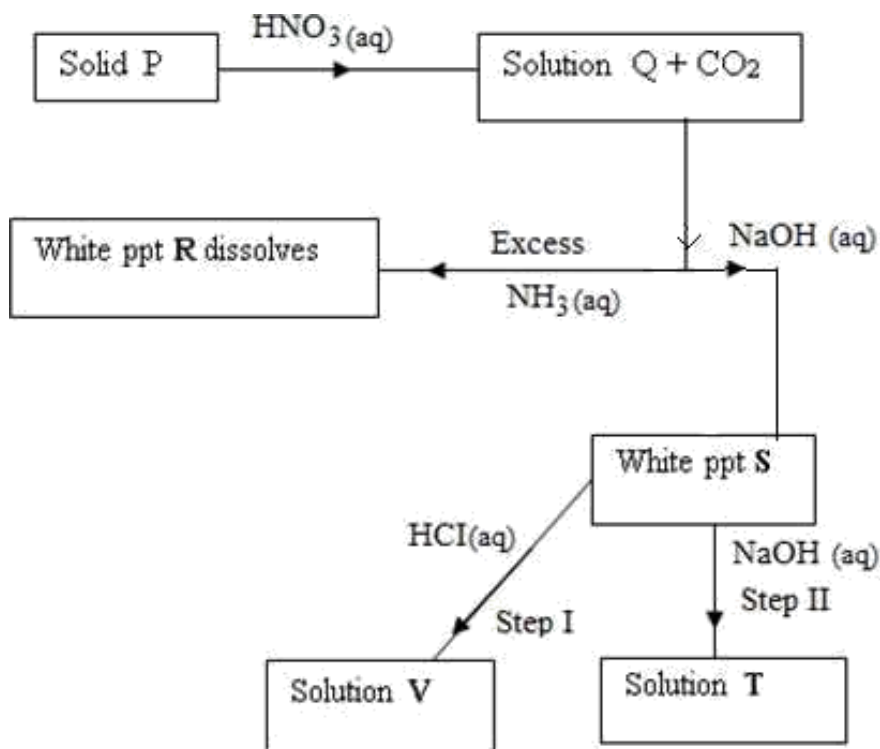 HNO3(aq)
Solid P
Solution Q + CO2
White ppt R dissolves
Excess
NH3(aq)
NaOH (aq)
White ppt S
HCI(aq)
Step I
NaOH (aq)
Step II
Solution V
Solution T